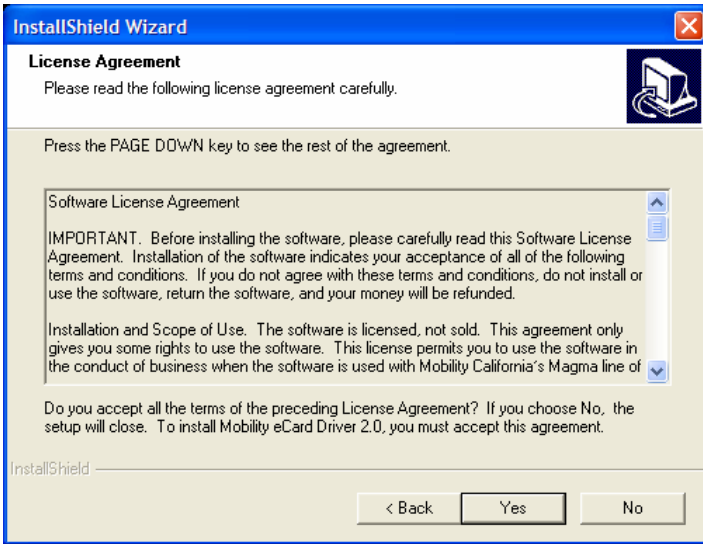 InstallShield Wizard
License Agreement
Please read the following license agreement carefully.
Press the PAGE DOWN key to see the rest of the agreement.
Software License Agreement
IMPORTANT.  Before installing the software, please carefully read this Software License
Agreement.  Installation of the software indicates your acceptance of all of the following
terms and conditions.  If you do not agree with these terms and conditions, do not install or
use the software, return the software, and your money will be refunded.
Installation and Scope of Use.  The software is licensed, not sold.  This agreement only
gives you some rights to use the software.  This license permits you to use the software in
the conduct of business when the software is used with Mobility California's Magma line of
Do you accept all the terms of the preceding License Agreement?  If you choose No,  the
setup will close.  To install Mobility eCard Driver 2.0, you must accept this agreement.
InstallShield
< Back
Yes
No